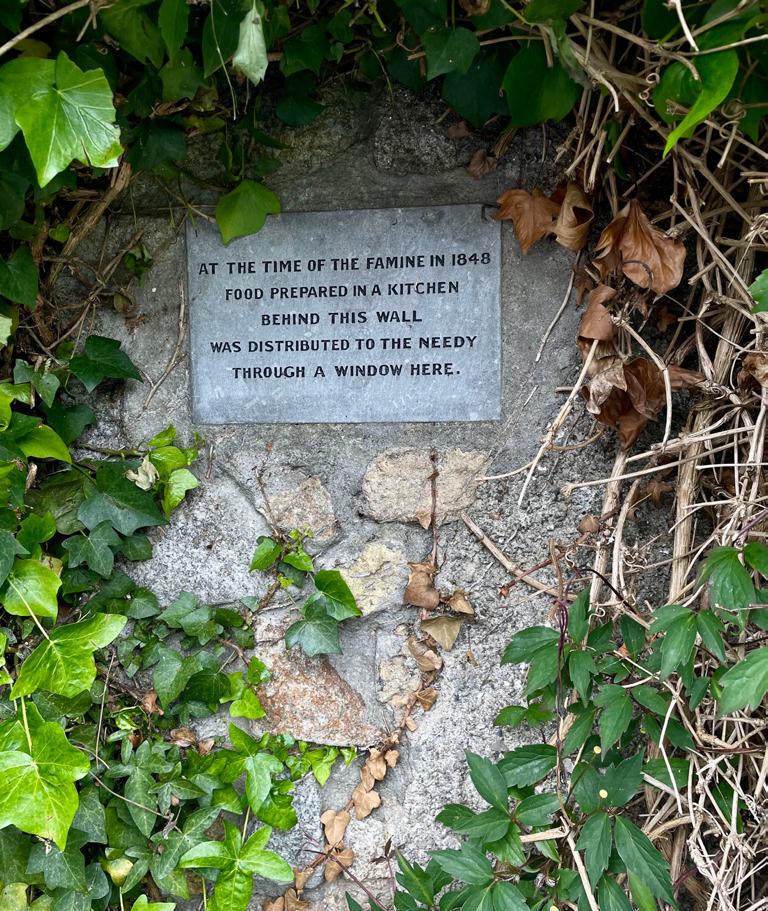 AT THE TIME OF THE FAMINE IN 1848
FOOD PREPARED IN A KITCHEN
BEHIND THIS WALL
WAS DISTRIBUTED TO THE NEEDY
THROUGH A WINDOW HERE.